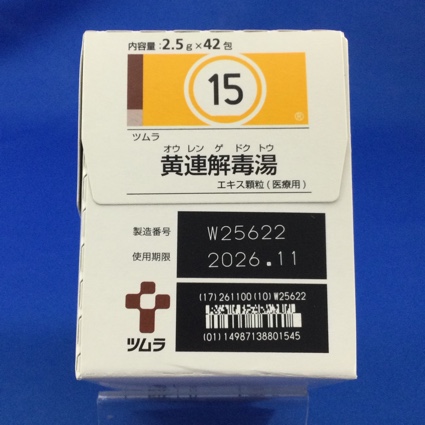 内容量:2.5g×42包
15
®
ツムラ
オウ レン ゲ ドク トウ
黄連解毒湯
エキス顆粒(医療用)
製造番号 W25622
使用期限 2026.11
(17)261100(10)W25622
(01)14987138801545
ツムラ